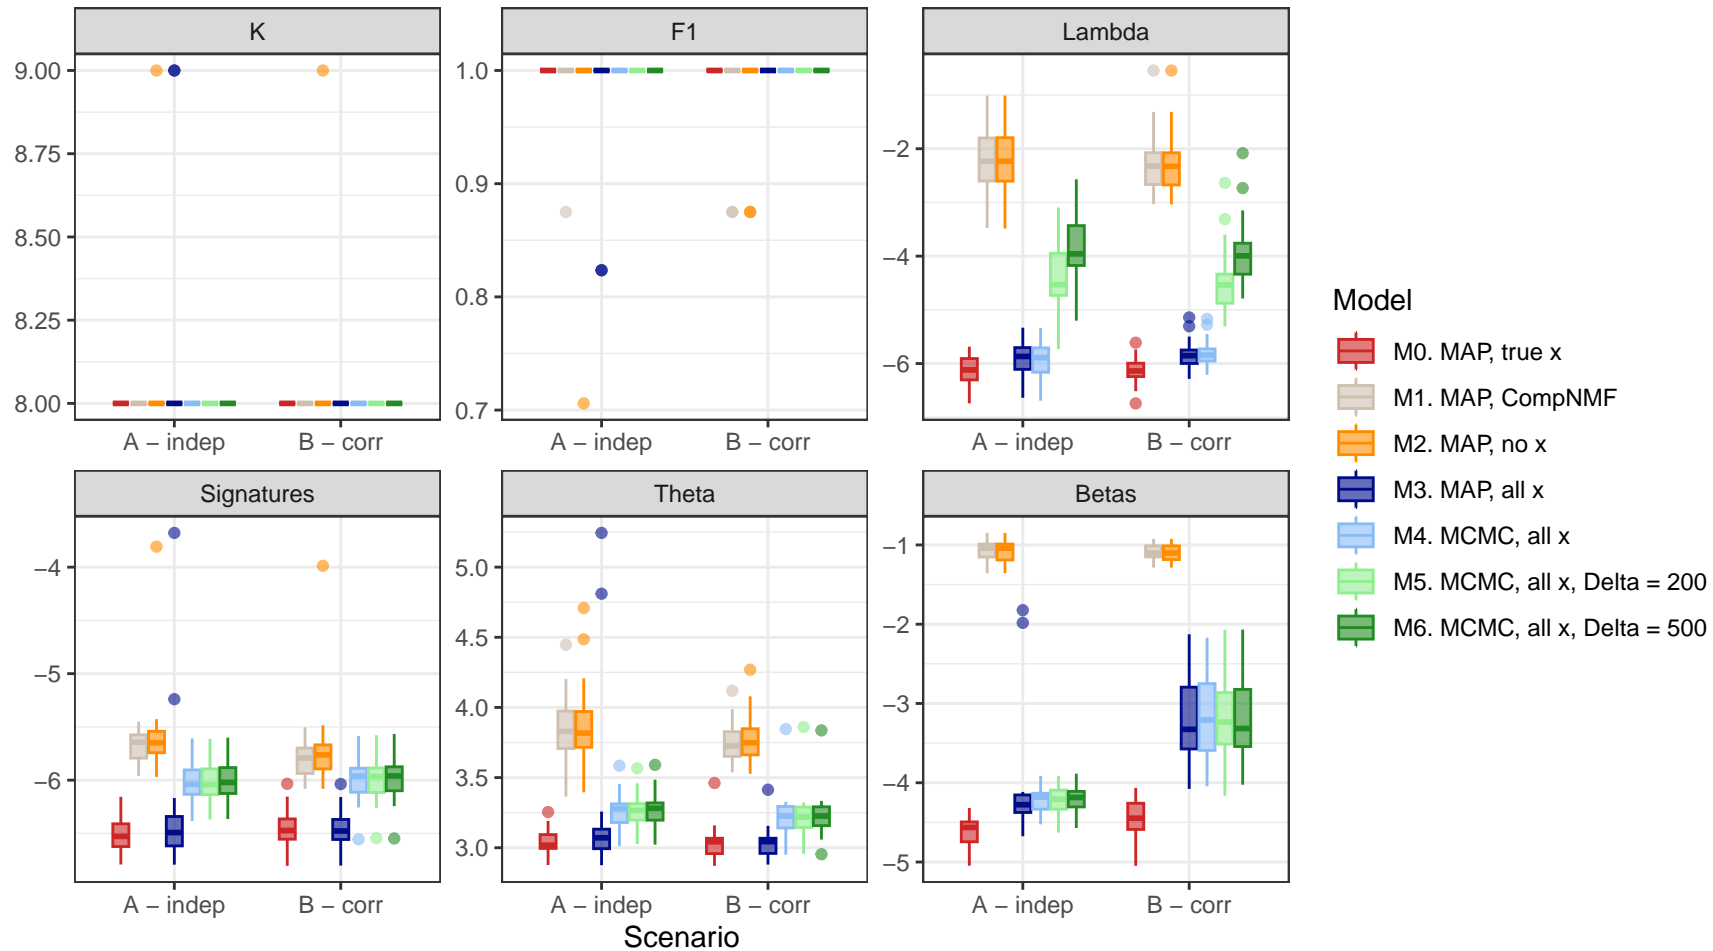 K
F1
Lambda
9.00
8.75
8.50
8.25
8.00
1.0
0.9
0.8
0.7
−2
−4
−6
A − indep
B − corr
A − indep
B − corr
A − indep
B − corr
Signatures
Theta
Betas
−4
−5
−6
5.0
4.5
4.0
3.5
3.0
−1
−2
−3
−4
−5
A − indep
B − corr
A − indep
B − corr
A − indep
B − corr
Scenario
Model
M0. MAP, true x
M1. MAP, CompNMF
M2. MAP, no x
M3. MAP, all x
M4. MCMC, all x
M5. MCMC, all x, Delta = 200
M6. MCMC, all x, Delta = 500